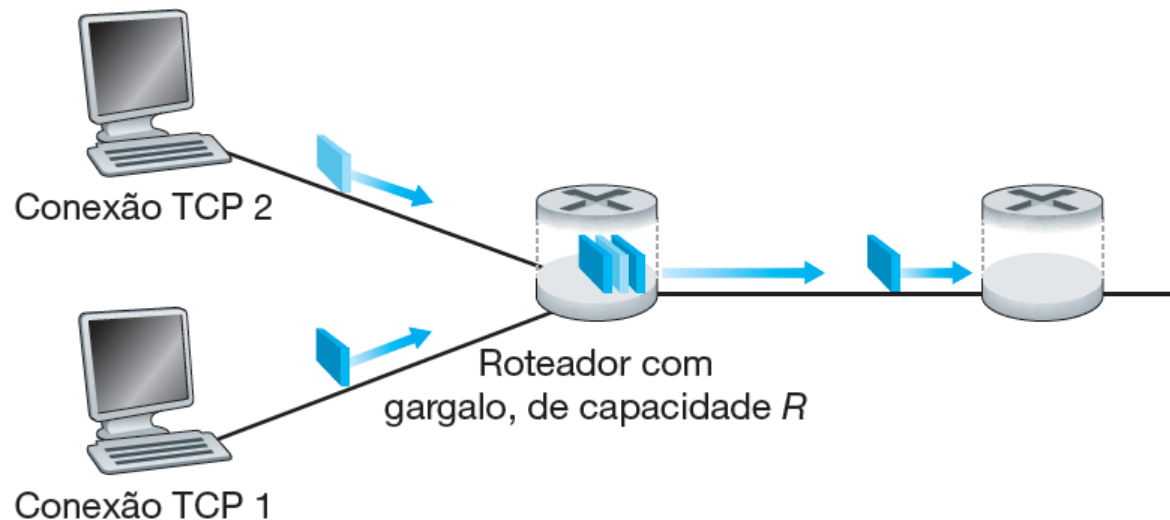 Conexão TCP 2
Roteador com
gargalo, de capacidade R
Conexão TCP 1